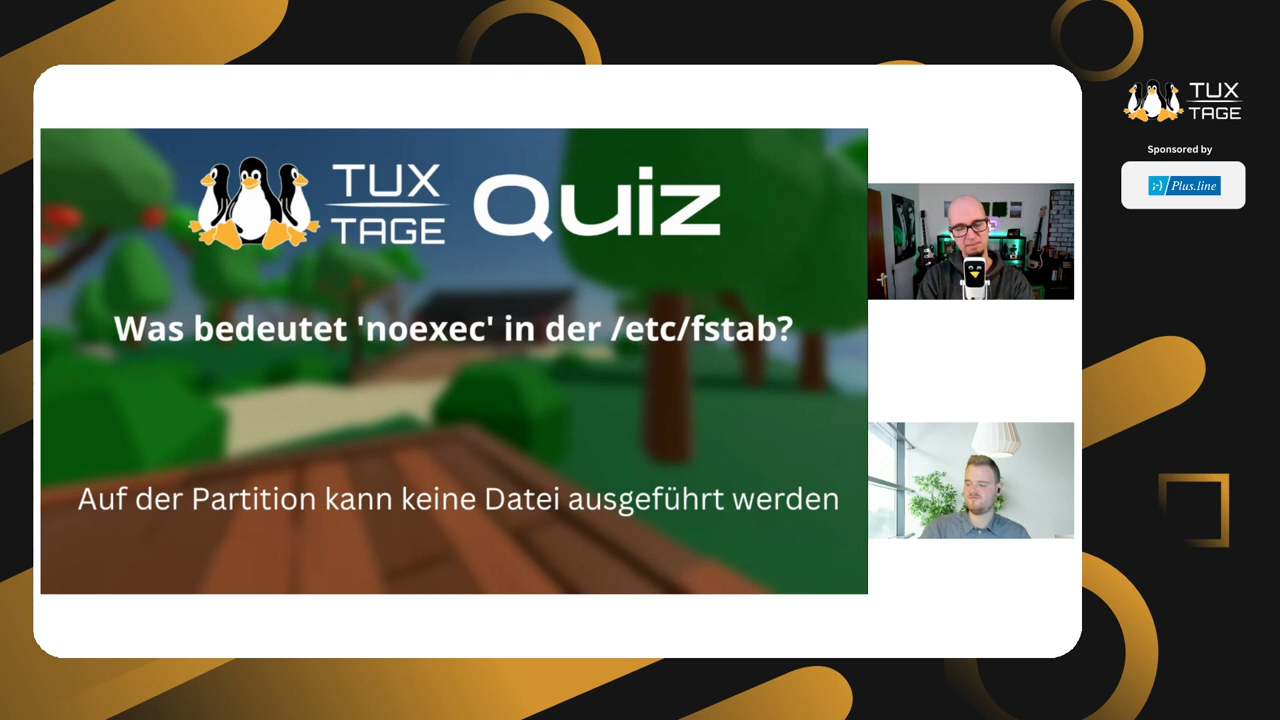 TUX
TAGE
Quiz
Was bedeutet 'noexec' in der /etc/fstab?
Auf der Partition kann keine Datei ausgeführt werden
TUX
TAGE
Sponsored by
;-) Plus.line